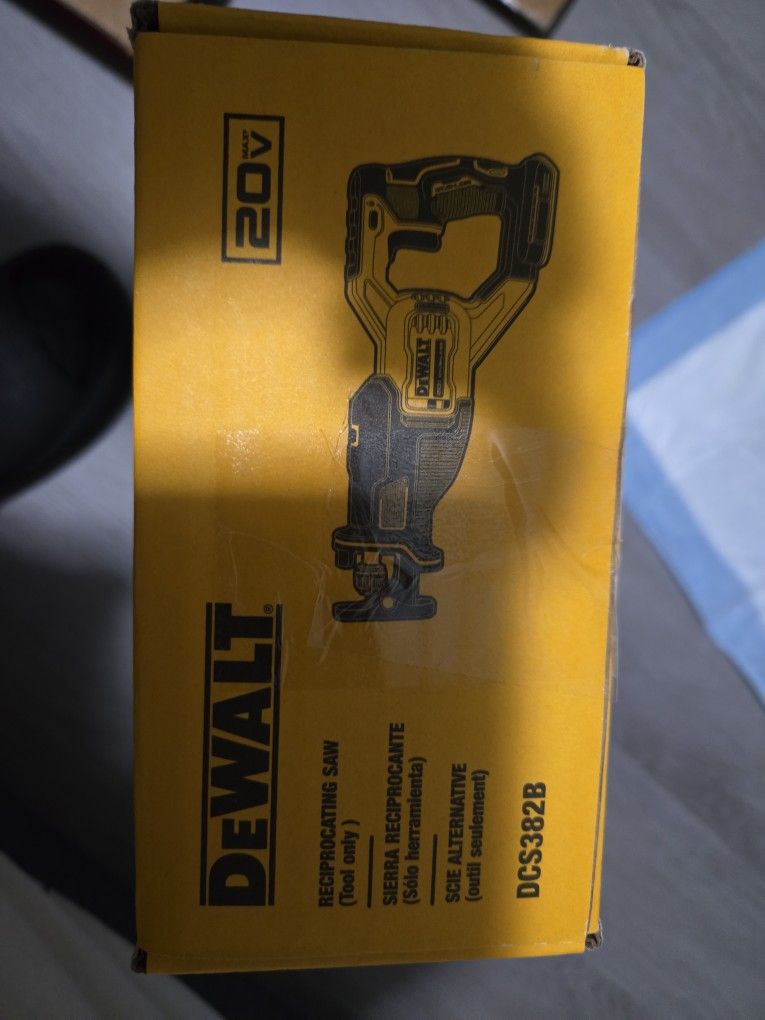 20V MAX*
DEWALT
DEWALT®
RECIPROCATING SAW
(Tool only )
SIERRA RECIPROCANTE
(Sólo herramienta)
SCIE ALTERNATIVE
(outil seulement)
DCS382B